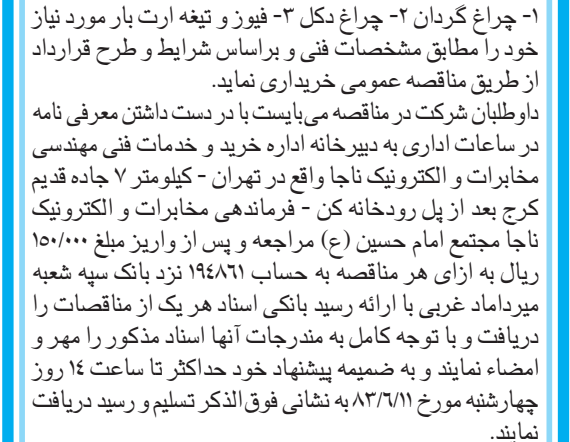 ۱- چراغ گردان ۲- چراغ دکل ۳- فیوز و تیغه ارت بار مورد نیاز
خود را مطابق مشخصات فنی و براساس شرایط و طرح قرارداد
از طریق مناقصه عمومی خریداری نماید.
داوطلبان شرکت در مناقصه می‌بایست با در دست داشتن معرفی نامه
در ساعات اداری به دبیرخانه اداره خرید و خدمات فنی مهندسی
مخابرات و الکترونیک ناجا واقع در تهران - کیلومتر ۷ جاده قدیم
کرج بعد از پل رودخانه کن - فرماندهی مخابرات و الکترونیک
ناجا مجتمع امام حسین (ع) مراجعه و پس از واریز مبلغ ۱۵۰/۰۰۰
ریال به ازای هر مناقصه به حساب ۱۹٤۸٦۱ نزد بانک سپه شعبه
میرداماد غربی با ارائه رسید بانکی اسناد هر یک از مناقصات را
دریافت و با توجه کامل به مندرجات آنها اسناد مذکور را مهر و
امضاء نمایند و به ضمیمه پیشنهاد خود حداکثر تا ساعت ۱٤ روز
چهارشنبه مورخ ۸۳/٦/۱۱ به نشانی فوق‌الذکر تسلیم و رسید دریافت
نمایند.